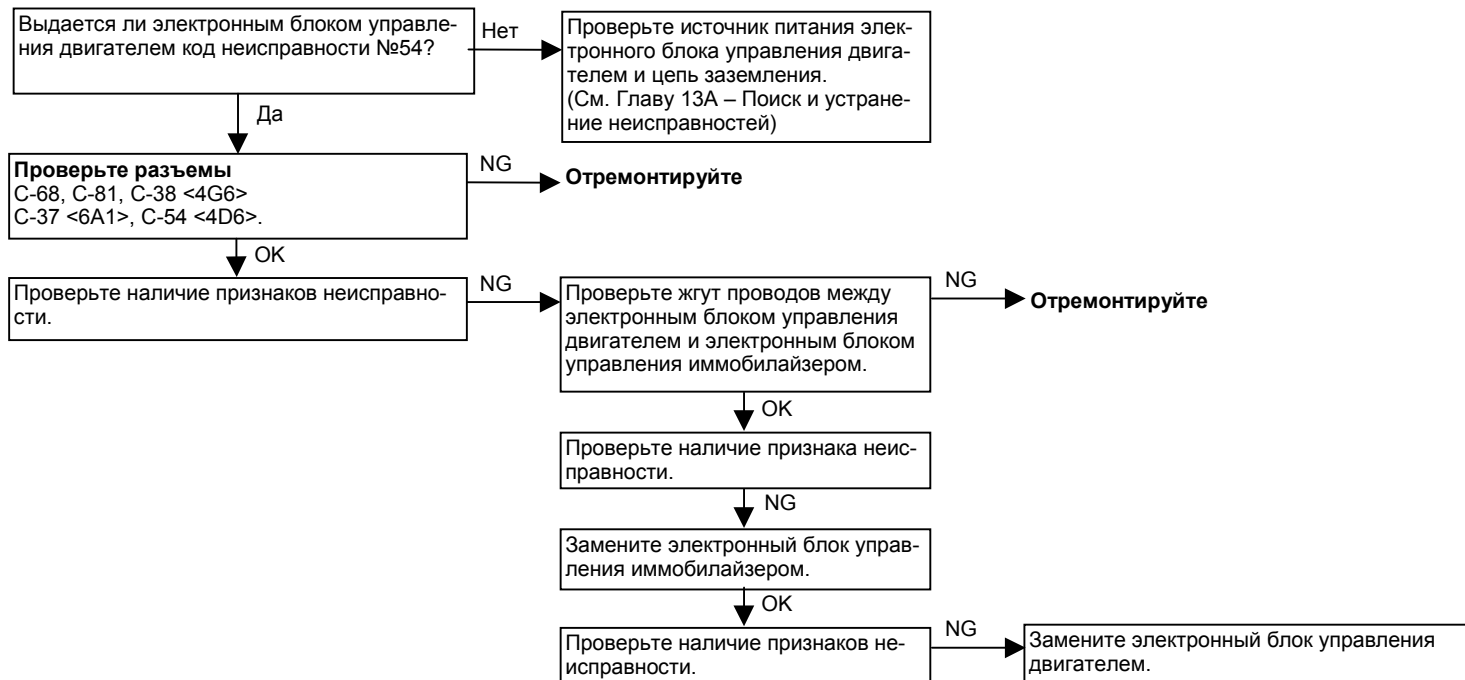 Выдается ли электронным блоком управле-
ния двигателем код неисправности №54?
Нет
Проверьте источник питания элек-
тронного блока управления двига-
телем и цепь заземления.
(См. Главу 13А – Поиск и устране-
ние неисправностей)
Да
Проверьте разъемы
С-68, С-81, С-38 <4G6>
С-37 <6A1>, С-54 <4D6>.
NG
Отремонтируйте
OK
Проверьте наличие признаков неисправно-
сти.
NG
Проверьте жгут проводов между
электронным блоком управления
двигателем и электронным блоком
управления иммобилайзером.
NG
Отремонтируйте
OK
Проверьте наличие признака неис-
правности.
NG
Замените электронный блок управ-
ления иммобилайзером.
OK
Проверьте наличие признаков не-
исправности.
NG
Замените электронный блок управления
двигателем.